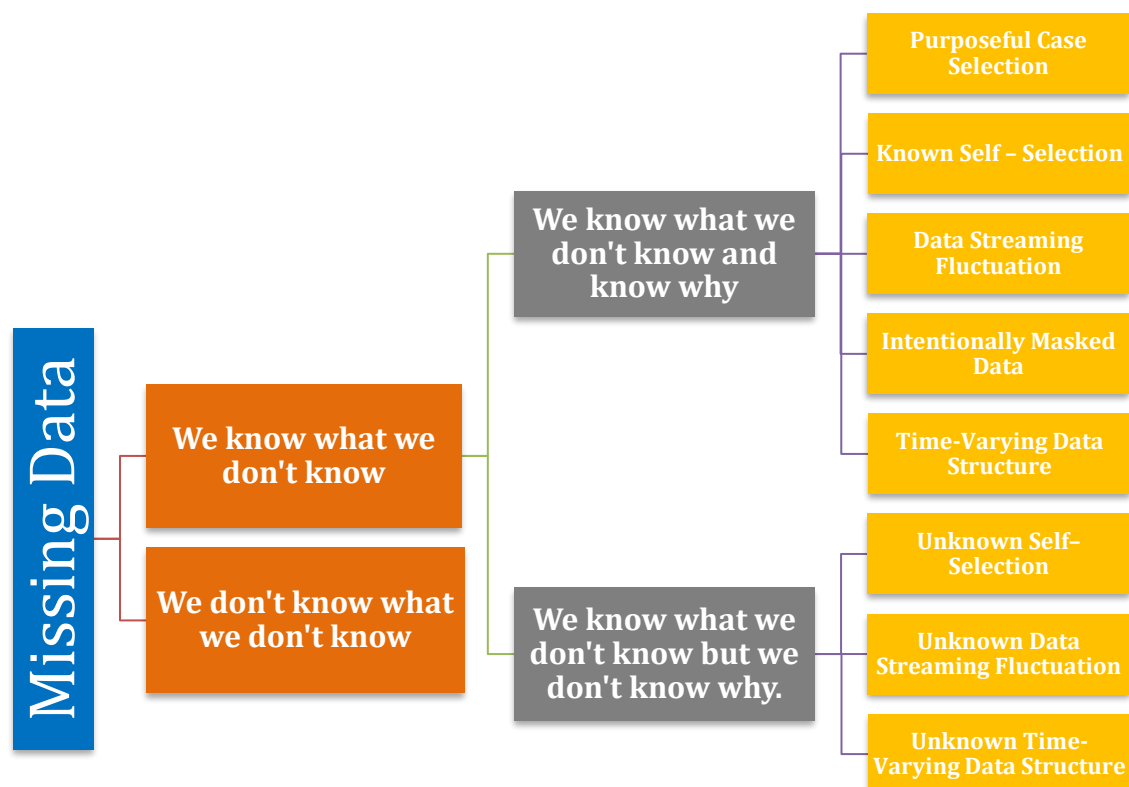 Missing Data
We know what we
don't know
We don't know what
we don't know
We know what we
don't know and
know why
We know what we
don't know but we
don't know why.
Purposeful Case
Selection
Known Self – Selection
Data Streaming
Fluctuation
Intentionally Masked
Data
Time-Varying Data
Structure
Unknown Self–
Selection
Unknown Data
Streaming Fluctuation
Unknown Time-
Varying Data Structure